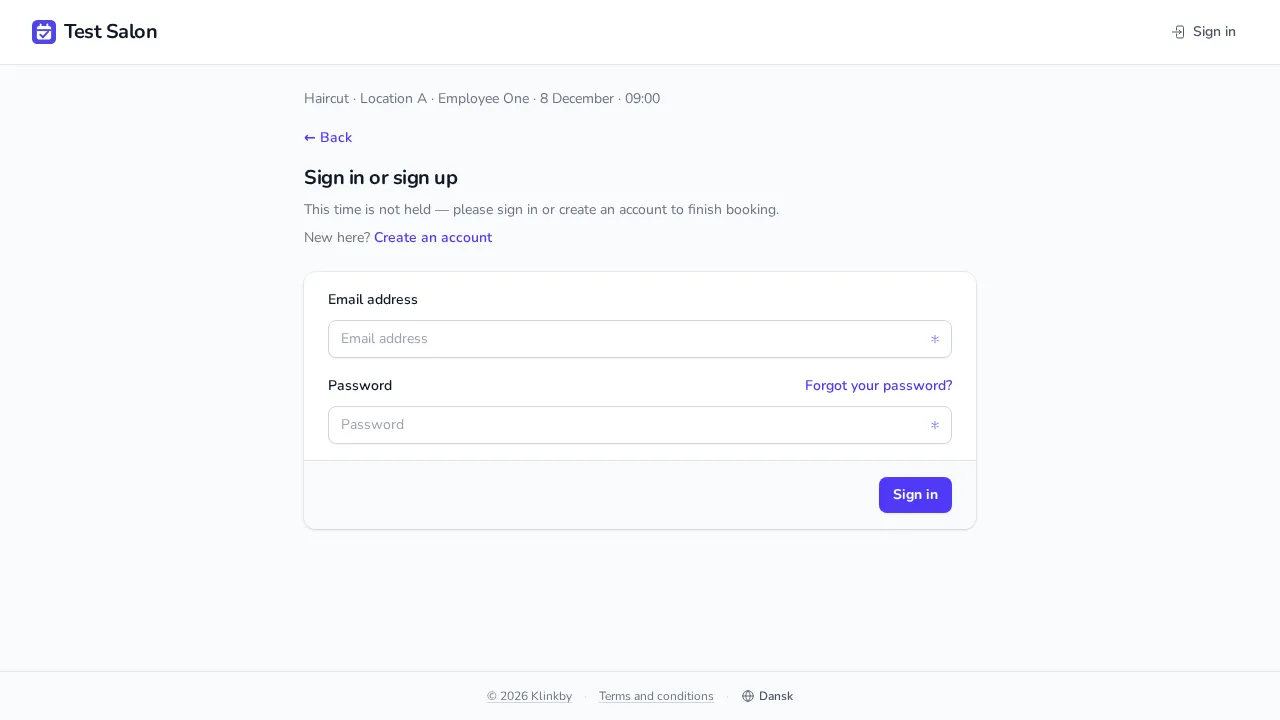 Test Salon
Sign in
Haircut · Location A · Employee One · 8 December · 09:00
← Back
Sign in or sign up
This time is not held — please sign in or create an account to finish booking.
New here? Create an account
Email address
Email address *
Password Forgot your password?
Password *
Sign in
© 2026 Klinkby · Terms and conditions · Dansk